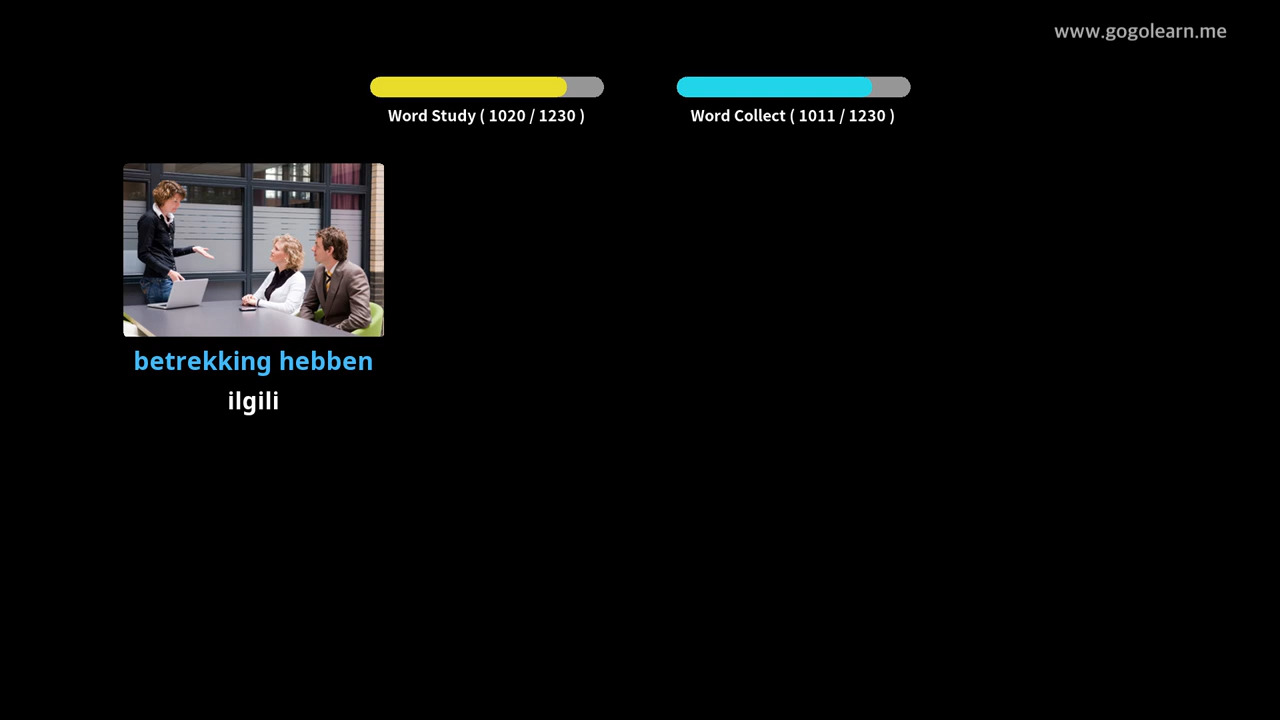 www.gogolearn.me
Word Study ( 1020 / 1230 )
Word Collect ( 1011 / 1230 )
betrekking hebben
ilgili